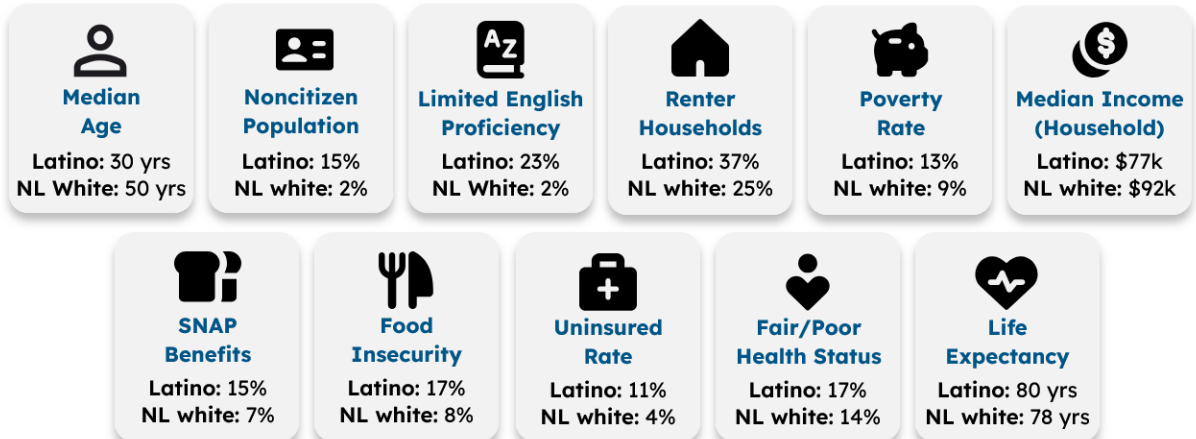 Median
Age
Latino: 30 yrs
NL White: 50 yrs
Noncitizen
Population
Latino: 15%
NL white: 2%
A Z
Limited English
Proficiency
Latino: 23%
NL White: 2%
Renter
Households
Latino: 37%
NL white: 25%
Poverty
Rate
Latino: 13%
NL white: 9%
$
Median Income
(Household)
Latino: $77k
NL white: $92k
SNAP
Benefits
Latino: 15%
NL white: 7%
Food
Insecurity
Latino: 17%
NL white: 8%
Uninsured
Rate
Latino: 11%
NL white: 4%
Fair/Poor
Health Status
Latino: 17%
NL white: 14%
Life
Expectancy
Latino: 80 yrs
NL white: 78 yrs